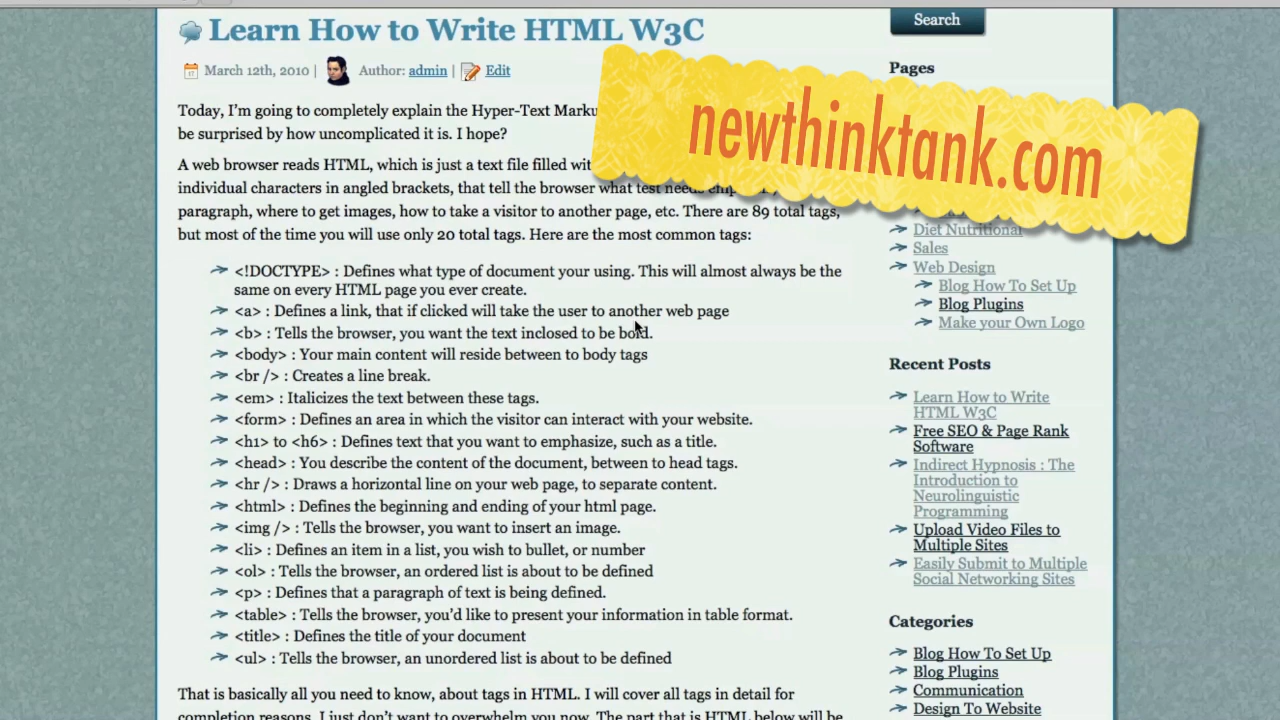 Learn How to Write HTML W3C
March 12th, 2010 | Author: admin | Edit
Today, I'm going to completely explain the Hyper-Text
be surprised by how uncomplicated it is. I hope?
A web browser reads HTML, which is just a text file filled
individual characters in angled brackets, that tell the browser what test needs
paragraph, where to get images, how to take a visitor to another page, etc. There are 89 total tags,
but most of the time you will use only 20 total tags. Here are the most common tags:
<!DOCTYPE> : Defines what type of document your using. This will almost always be the
same on every HTML page you ever create.
<a> : Defines a link, that if clicked will take the user to another web page
<b> : Tells the browser, you want the text inclosed to be bold.
<body> : Your main content will reside between to body tags
<br /> : Creates a line break.
<em> : Italicizes the text between these tags.
<form> : Defines an area in which the visitor can interact with your website.
<h1> to <h6> : Defines text that you want to emphasize, such as a title.
<head> : You describe the content of the document, between to head tags.
<hr /> : Draws a horizontal line on your web page, to separate content.
<html> : Defines the beginning and ending of your html page.
<img /> : Tells the browser, you want to insert an image.
<li> : Defines an item in a list, you wish to bullet, or number
<ol> : Tells the browser, an ordered list is about to be defined
<p> : Defines that a paragraph of text is being defined.
<table> : Tells the browser, you'd like to present your information in table format.
<title> : Defines the title of your document
<ul> : Tells the browser, an unordered list is about to be defined
That is basically all you need to know, about tags in HTML. I will cover all tags in detail for
completion reasons. I just don't want to overwhelm you now. The part that is HTML below will be
newthinktank.com
Search
Pages
Diet Nutritional
Sales
Web Design
Blog How To Set Up
Blog Plugins
Make your Own Logo
Recent Posts
Learn How to Write
HTML W3C
Free SEO & Page Rank
Software
Indirect Hypnosis : The
Introduction to
Neurolinguistic
Programming
Upload Video Files to
Multiple Sites
Easily Submit to Multiple
Social Networking Sites
Categories
Blog How To Set Up
Blog Plugins
Communication
Design To Website